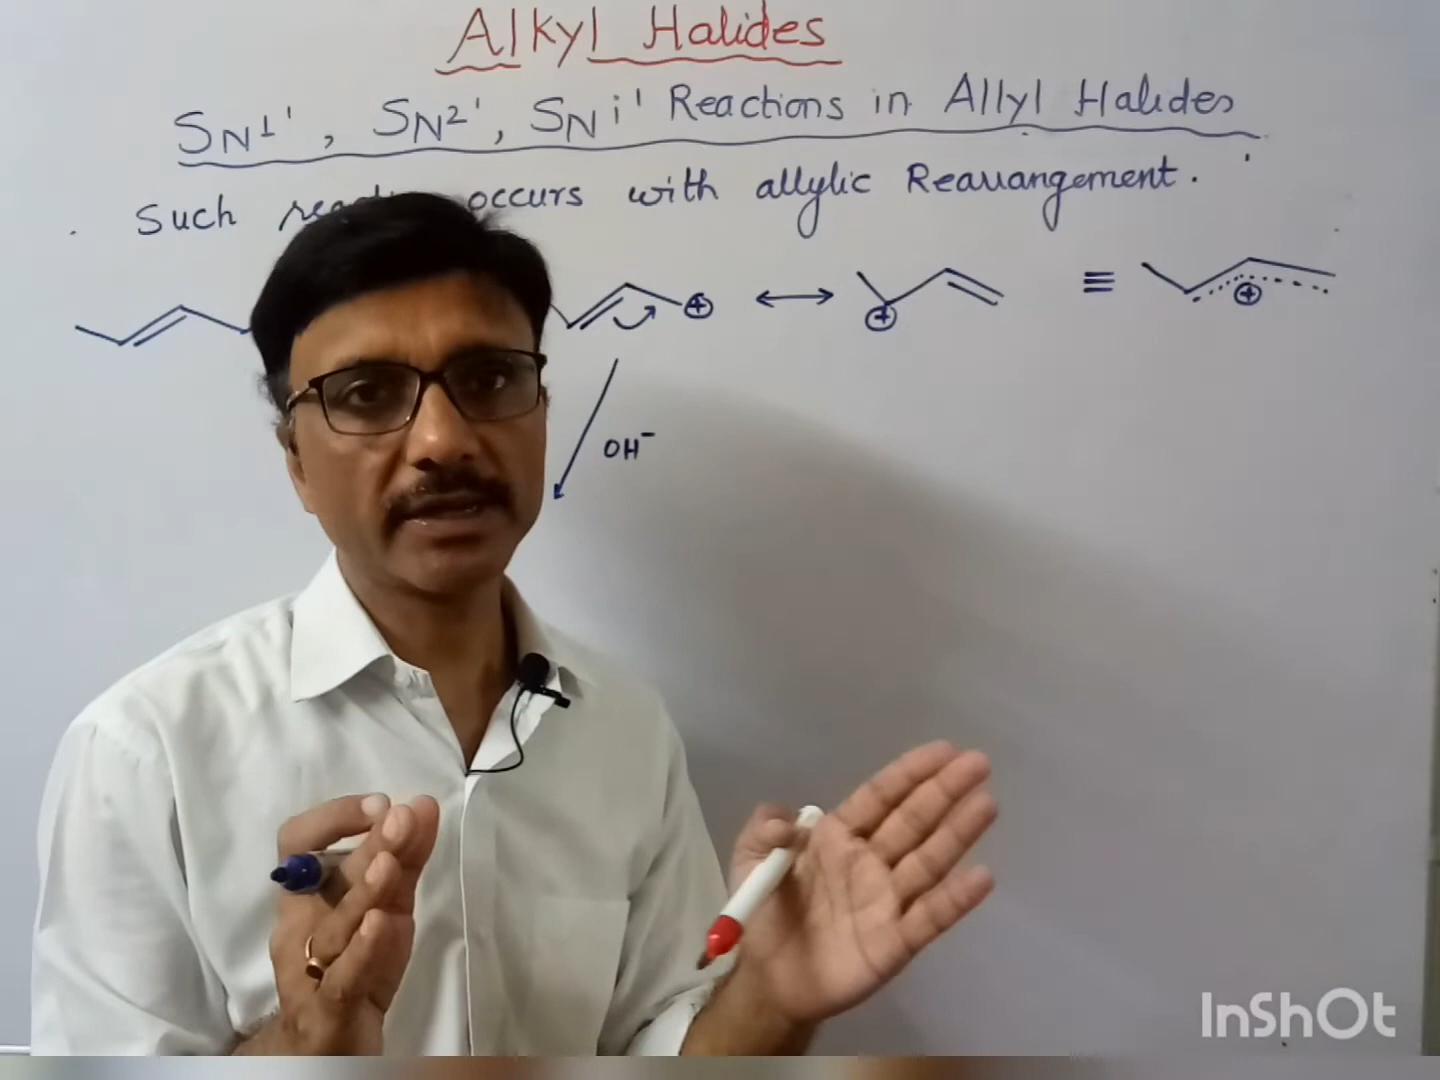 Alkyl Halides
SN1', SN2', SNi' Reactions in Allyl Halides
Such occurs with allylic Rearrangement.
⊕ ↔ ⊕ ≡ ⊕
OH⁻
InShOt